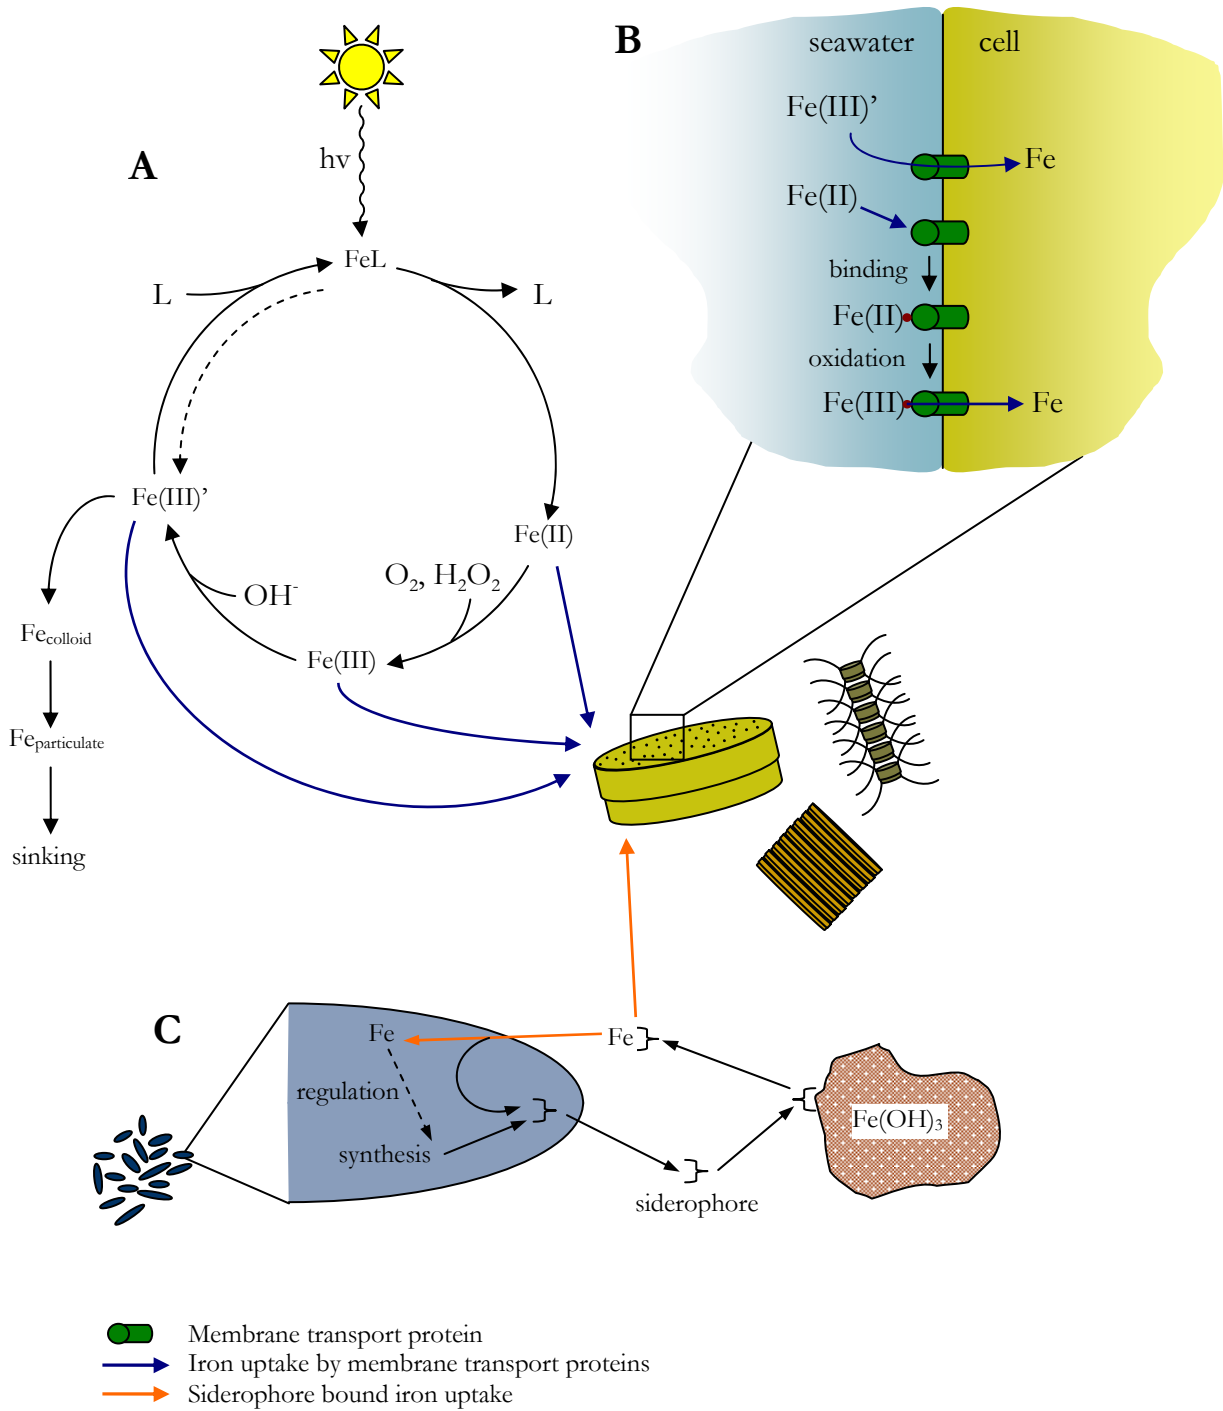 A
hv
FeL
L
L
Fe(III)’
Fe(II)
O₂, H₂O₂
OH⁻
Fe(III)
Fecolloid
Feparticulate
sinking
B
seawater
cell
Fe(III)’
Fe
Fe(II)
binding
Fe(II)
oxidation
Fe(III)
Fe
C
Fe
regulation
synthesis
Fe
siderophore
Fe(OH)₃
Membrane transport protein
Iron uptake by membrane transport proteins
Siderophore bound iron uptake